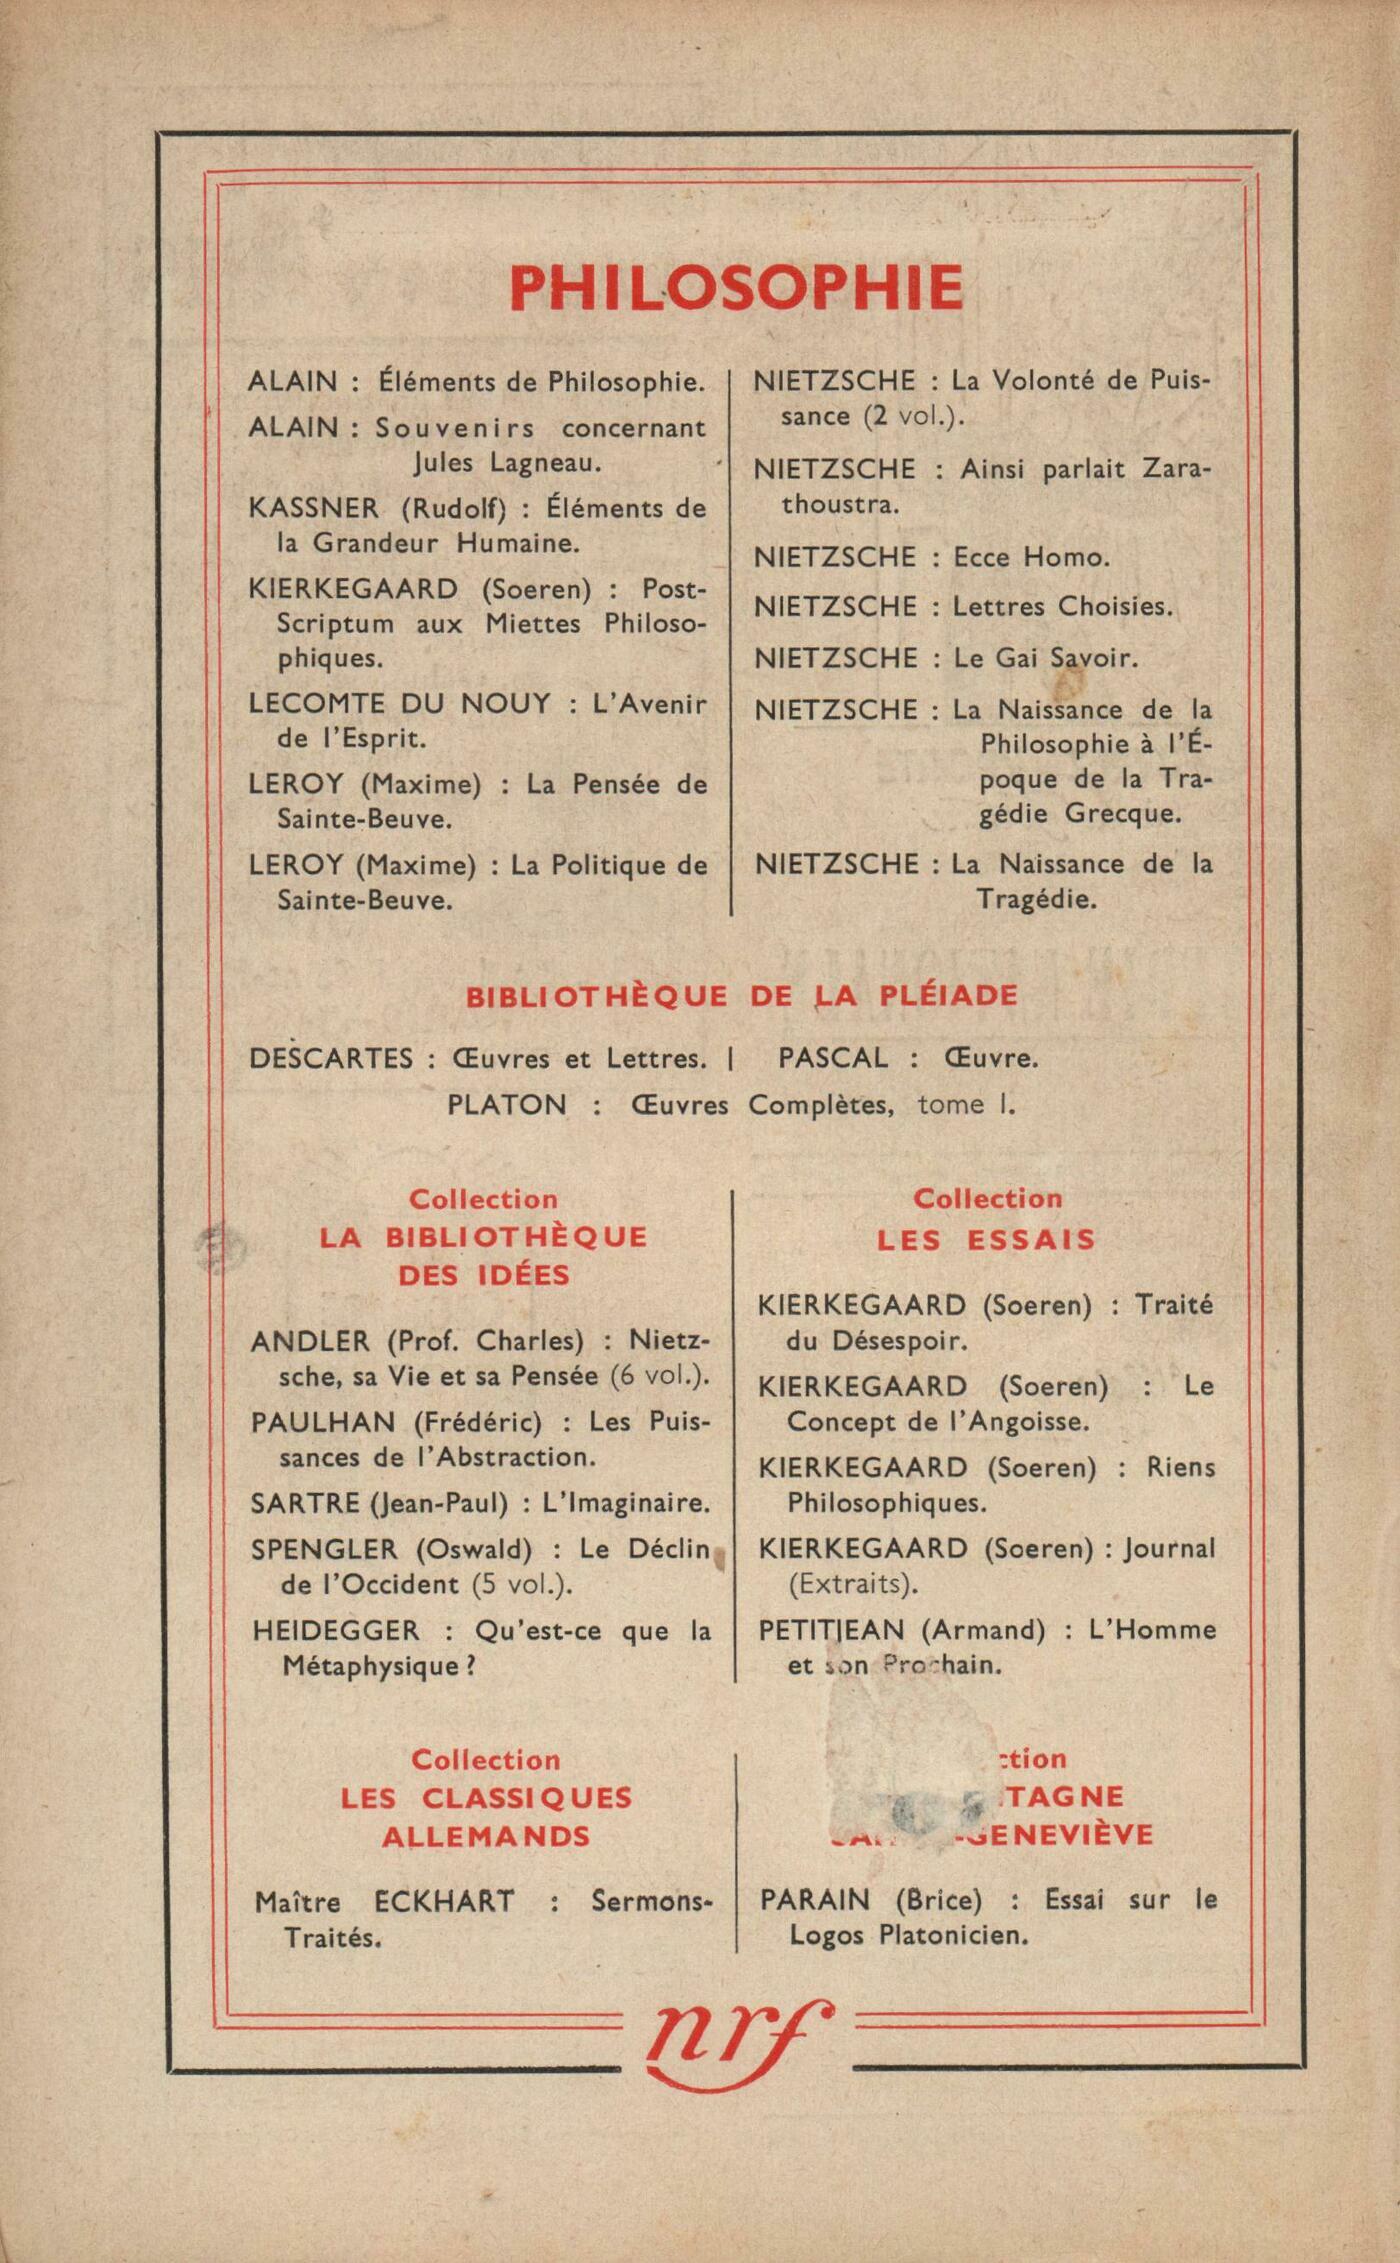 PHILOSOPHIE
ALAIN : Éléments de Philosophie.
ALAIN : Souvenirs concernant
Jules Lagneau.
KASSNER (Rudolf) : Éléments de
la Grandeur Humaine.
KIERKEGAARD (Soeren) : Post-
Scriptum aux Miettes Philoso-
phiques.
LECOMTE DU NOUY : L'Avenir
de l'Esprit.
LEROY (Maxime) : La Pensée de
Sainte-Beuve.
LEROY (Maxime) : La Politique de
Sainte-Beuve.
NIETZSCHE : La Volonté de Puis-
sance (2 vol.).
NIETZSCHE : Ainsi parlait Zara-
thoustra.
NIETZSCHE : Ecce Homo.
NIETZSCHE : Lettres Choisies.
NIETZSCHE : Le Gai Savoir.
NIETZSCHE : La Naissance de la
Philosophie à l'É-
poque de la Tra-
gédie Grecque.
NIETZSCHE : La Naissance de la
Tragédie.
BIBLIOTHÈQUE DE LA PLÉIADE
DESCARTES : Œuvres et Lettres. | PASCAL : Œuvre.
PLATON : Œuvres Complètes, tome I.
Collection
LA BIBLIOTHÈQUE
DES IDÉES
ANDLER (Prof. Charles) : Nietz-
sche, sa Vie et sa Pensée (6 vol.).
PAULHAN (Frédéric) : Les Puis-
sances de l'Abstraction.
SARTRE (Jean-Paul) : L'Imaginaire.
SPENGLER (Oswald) : Le Déclin
de l'Occident (5 vol.).
HEIDEGGER : Qu'est-ce que la
Métaphysique ?
Collection
LES ESSAIS
KIERKEGAARD (Soeren) : Traité
du Désespoir.
KIERKEGAARD (Soeren) : Le
Concept de l'Angoisse.
KIERKEGAARD (Soeren) : Riens
Philosophiques.
KIERKEGAARD (Soeren) : Journal
(Extraits).
PETITJEAN (Armand) : L'Homme
et son Prochain.
Collection
LES CLASSIQUES
ALLEMANDS
Maître ECKHART : Sermons-
Traités.
tion
TAGNE
-GENEVIÈVE
PARAIN (Brice) : Essai sur le
Logos Platonicien.
nrf